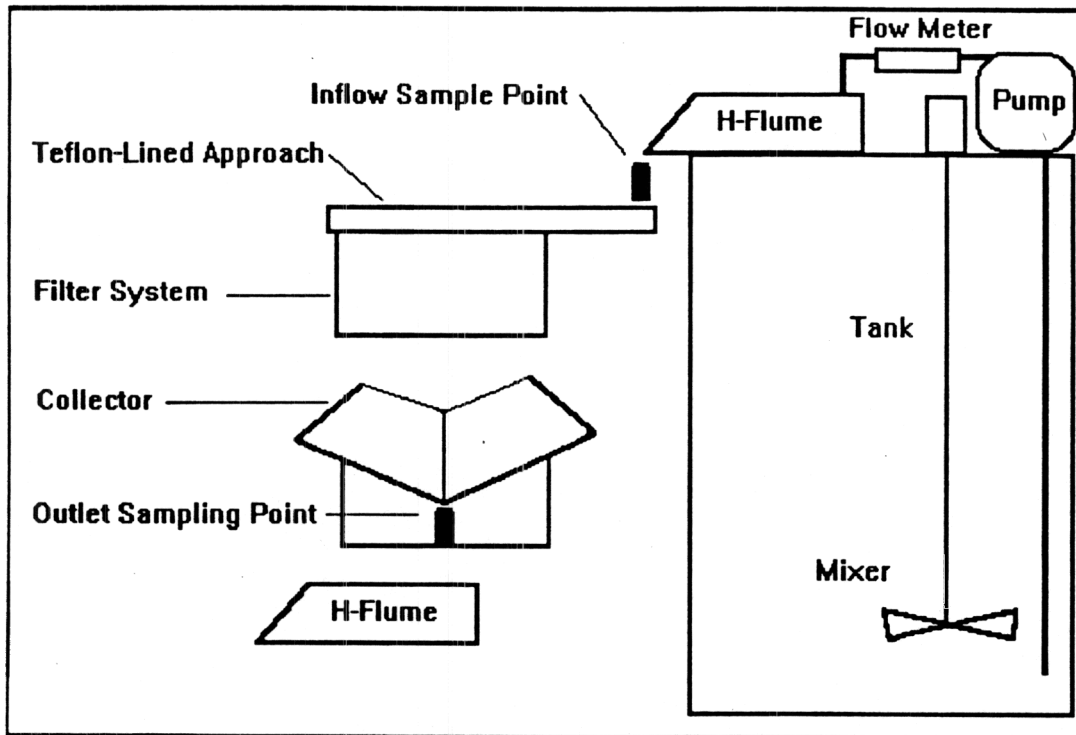 Flow Meter
Inflow Sample Point
H-Flume
Pump
Teflon-Lined Approach
Filter System
Tank
Collector
Outlet Sampling Point
Mixer
H-Flume